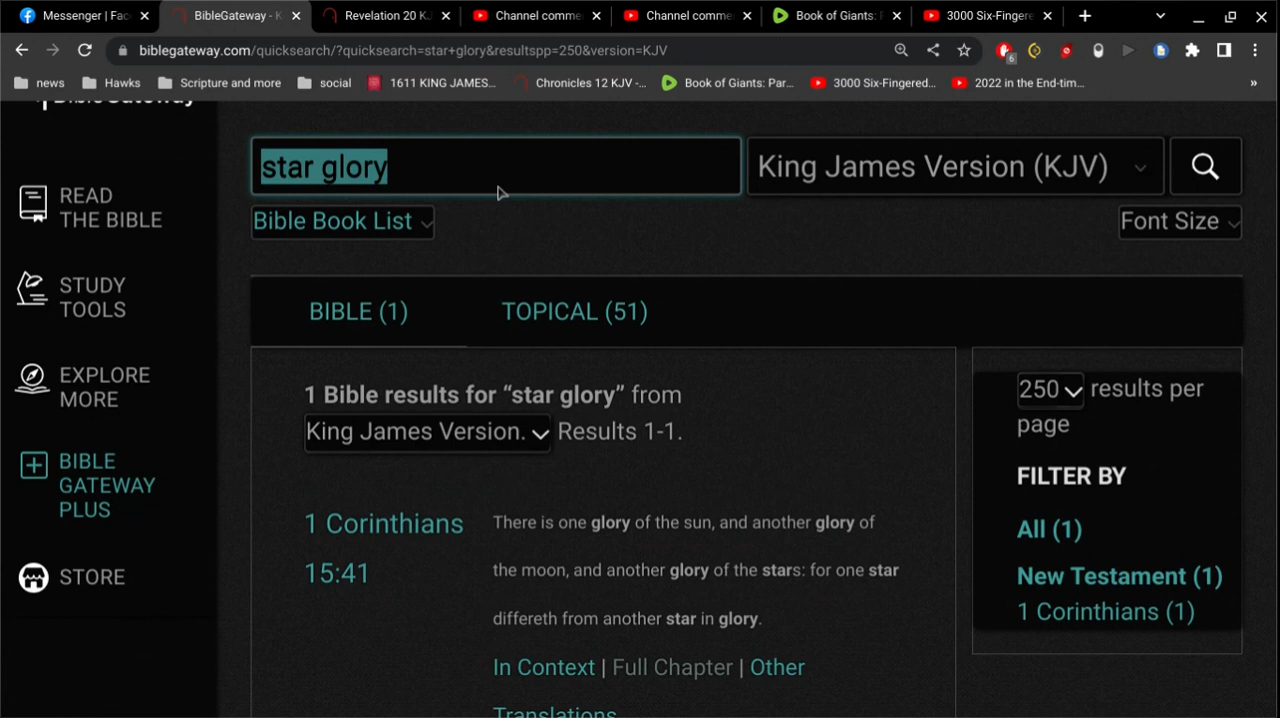 Messenger | Fac
BibleGateway - K
Revelation 20 KJ
Channel comme
Channel comme
Book of Giants: P
3000 Six-Fingere
biblegateway.com/quicksearch/?quicksearch=star+glory&resultspp=250&version=KJV
6
news
Hawks
Scripture and more
social
1611 KING JAMES...
Chronicles 12 KJV -...
Book of Giants: Par...
3000 Six-Fingered...
2022 in the End-tim...
»
BibleGateway
star glory
King James Version (KJV)
READ
THE BIBLE
Bible Book List
Font Size
STUDY
TOOLS
BIBLE (1)
TOPICAL (51)
EXPLORE
MORE
1 Bible results for “star glory” from
King James Version. Results 1-1.
250 results per
page
BIBLE
GATEWAY
PLUS
FILTER BY
1 Corinthians
15:41
There is one glory of the sun, and another glory of
the moon, and another glory of the stars: for one star
differeth from another star in glory.
All (1)
New Testament (1)
1 Corinthians (1)
STORE
In Context | Full Chapter | Other
Translations